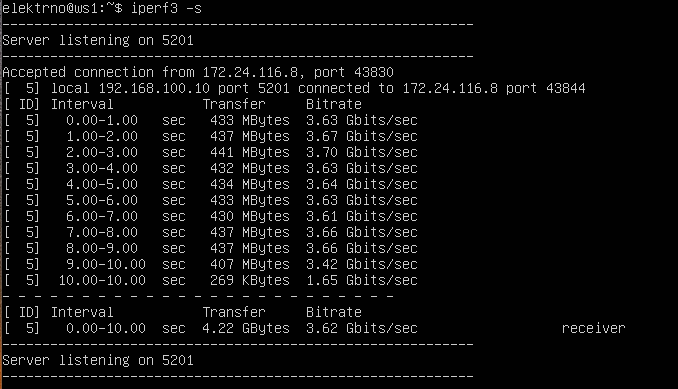 elektrno@ws1:~$ iperf3 -s
-----------------------------------------------------------
Server listening on 5201
-----------------------------------------------------------
Accepted connection from 172.24.116.8, port 43830
[  5] local 192.168.100.10 port 5201 connected to 172.24.116.8 port 43844
[ ID] Interval           Transfer     Bitrate
[  5]   0.00-1.00   sec   433 MBytes  3.63 Gbits/sec
[  5]   1.00-2.00   sec   437 MBytes  3.67 Gbits/sec
[  5]   2.00-3.00   sec   441 MBytes  3.70 Gbits/sec
[  5]   3.00-4.00   sec   432 MBytes  3.63 Gbits/sec
[  5]   4.00-5.00   sec   434 MBytes  3.64 Gbits/sec
[  5]   5.00-6.00   sec   433 MBytes  3.63 Gbits/sec
[  5]   6.00-7.00   sec   430 MBytes  3.61 Gbits/sec
[  5]   7.00-8.00   sec   437 MBytes  3.66 Gbits/sec
[  5]   8.00-9.00   sec   437 MBytes  3.66 Gbits/sec
[  5]   9.00-10.00  sec   407 MBytes  3.42 Gbits/sec
[  5]  10.00-10.00  sec   269 KBytes  1.65 Gbits/sec
- - - - - - - - - - - - - - - - - - - - - - - - -
[ ID] Interval           Transfer     Bitrate
[  5]   0.00-10.00  sec  4.22 GBytes  3.62 Gbits/sec                  receiver
-----------------------------------------------------------
Server listening on 5201
-----------------------------------------------------------